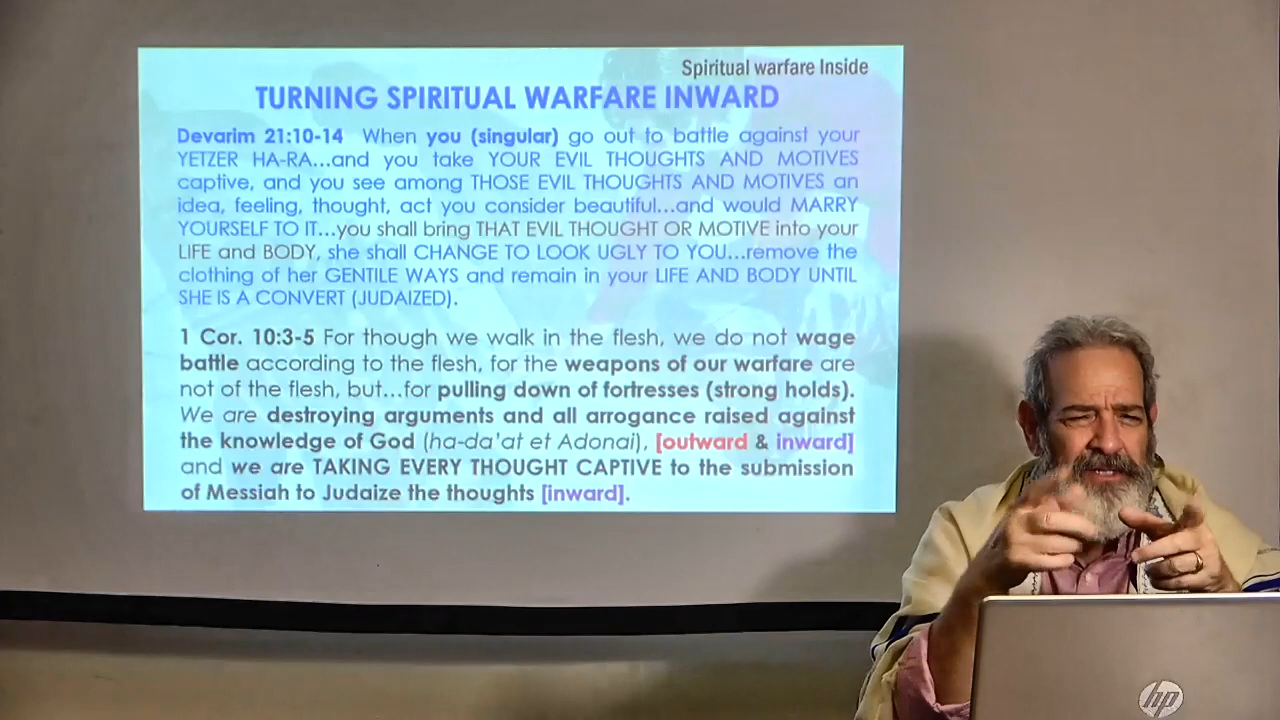 Spiritual warfare Inside
TURNING SPIRITUAL WARFARE INWARD
Devarim 21:10-14 When you (singular) go out to battle against your
YETZER HA-RA...and you take YOUR EVIL THOUGHTS AND MOTIVES
captive, and you see among THOSE EVIL THOUGHTS AND MOTIVES an
idea, feeling, thought, act you consider beautiful...and would MARRY
YOURSELF TO IT...you shall bring THAT EVIL THOUGHT OR MOTIVE into your
LIFE and BODY, she shall CHANGE TO LOOK UGLY TO YOU...remove the
clothing of her GENTILE WAYS and remain in your LIFE AND BODY UNTIL
SHE IS A CONVERT (JUDAIZED).
1 Cor. 10:3-5 For though we walk in the flesh, we do not wage
battle according to the flesh, for the weapons of our warfare are
not of the flesh, but...for pulling down of fortresses (strong holds).
We are destroying arguments and all arrogance raised against
the knowledge of God (ha-da'at et Adonai), [outward & inward]
and we are TAKING EVERY THOUGHT CAPTIVE to the submission
of Messiah to Judaize the thoughts [inward].
hp